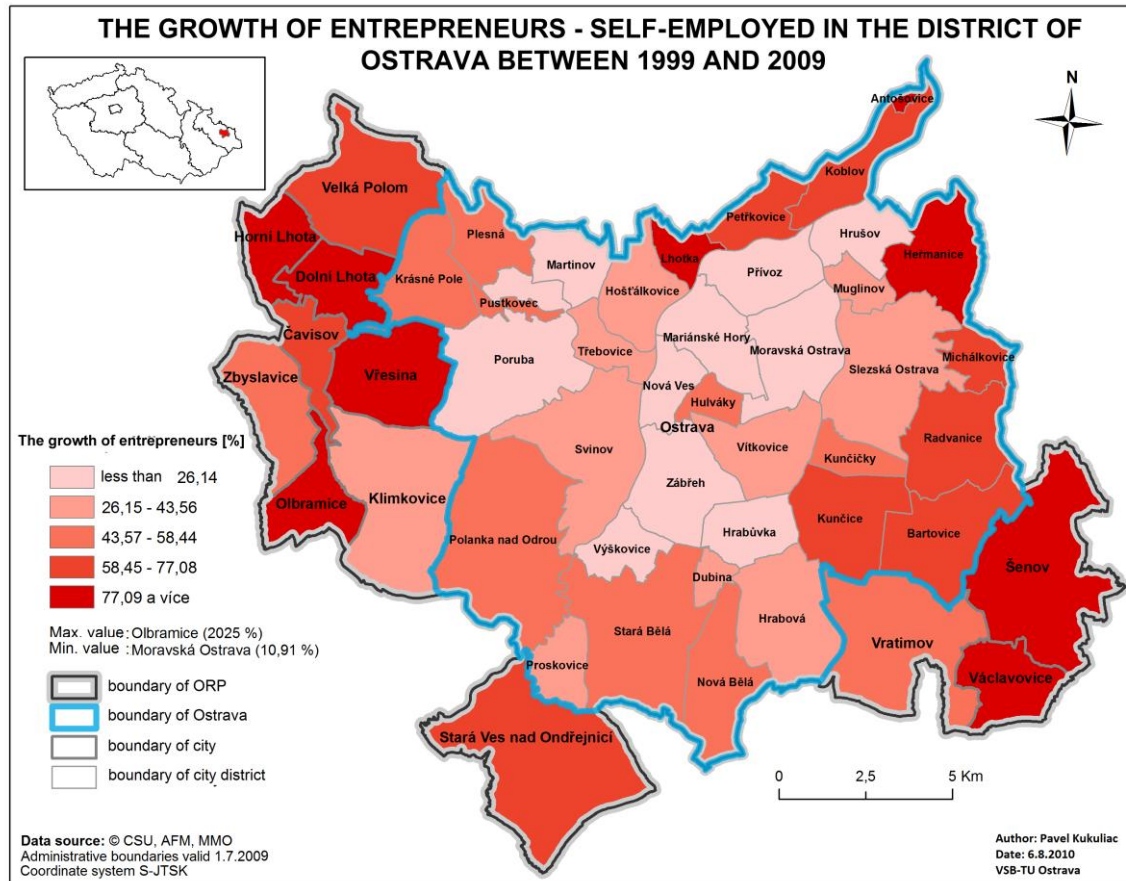 THE GROWTH OF ENTREPRENEURS - SELF-EMPLOYED IN THE DISTRICT OF
OSTRAVA BETWEEN 1999 AND 2009
N
Antošovice
Koblov
Velká Polom
Petřkovice
Hrušov
Plesná
Horní Lhota
Lhotka
Heřmanice
Martinov
Přívoz
Dolní Lhota
Krásné Pole
Hošťálkovice
Muglinov
Pustkovec
Čavisov
Mariánské Hory
Třebovice
Moravská Ostrava
Michálkovice
Poruba
Zbyslavice
Vřesina
Slezská Ostrava
Nová Ves
Hulváky
Ostrava
Radvanice
Svinov
Vítkovice
Kunčičky
Zábřeh
Klimkovice
Olbramice
Kunčice
Hrabůvka
Bartovice
Polanka nad Odrou
Výškovice
Šenov
Dubina
Hrabová
Stará Bělá
Vratimov
Proskovice
Nová Bělá
Václavovice
Stará Ves nad Ondřejnicí
The growth of entrepreneurs [%]
less than 26,14
26,15 - 43,56
43,57 - 58,44
58,45 - 77,08
77,09 a více
Max. value : Olbramice (2025 %)
Min. value : Moravská Ostrava (10,91 %)
boundary of ORP
boundary of Ostrava
boundary of city
boundary of city district
0 2,5 5 Km
Data source: © CSU, AFM, MMO
Administrative boundaries valid 1.7.2009
Coordinate system S-JTSK
Author: Pavel Kukuliac
Date: 6.8.2010
VSB-TU Ostrava